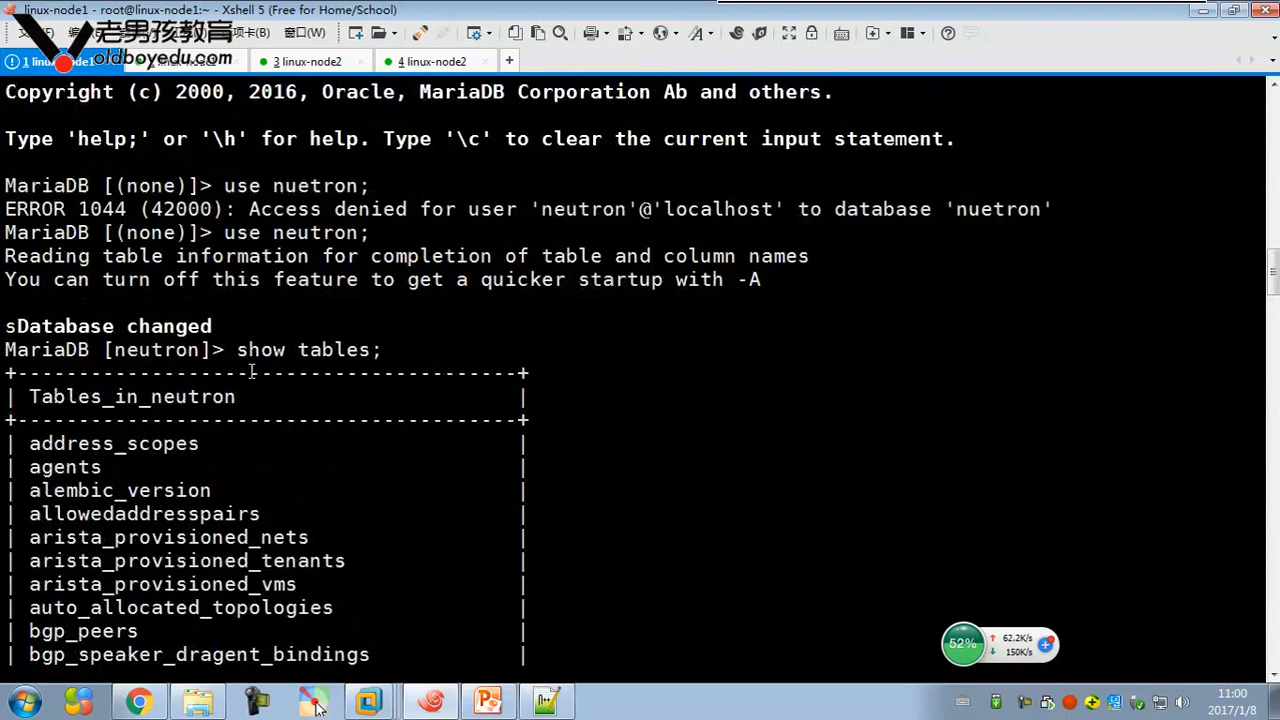 linux-node1 - root@linux-node1:~ - Xshell 5 (Free for Home/School)
老男孩教育
oldboyedu.com
选项卡(B) 窗口(W)
1 linux-node1
3 linux-node2
4 linux-node2
Copyright (c) 2000, 2016, Oracle, MariaDB Corporation Ab and others.
Type 'help;' or '\h' for help. Type '\c' to clear the current input statement.
MariaDB [(none)]> use nuetron;
ERROR 1044 (42000): Access denied for user 'neutron'@'localhost' to database 'nuetron'
MariaDB [(none)]> use neutron;
Reading table information for completion of table and column names
You can turn off this feature to get a quicker startup with -A
sDatabase changed
MariaDB [neutron]> show tables;
+-----------------------------------------+
| Tables_in_neutron |
+-----------------------------------------+
| address_scopes |
| agents |
| alembic_version |
| allowedaddresspairs |
| arista_provisioned_nets |
| arista_provisioned_tenants |
| arista_provisioned_vms |
| auto_allocated_topologies |
| bgp_peers |
| bgp_speaker_dragent_bindings |
52%
62.2K/s
150K/s
11:00
2017/1/8